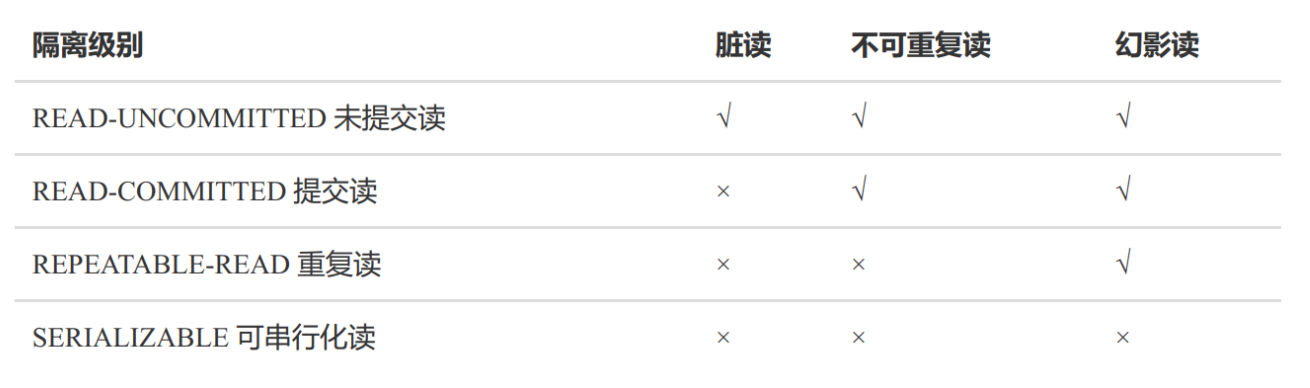 隔离级别 脏读 不可重复读 幻影读
READ-UNCOMMITTED 未提交读 √ √ √
READ-COMMITTED 提交读 × √ √
REPEATABLE-READ 重复读 × × √
SERIALIZABLE 可串行化读 × × ×